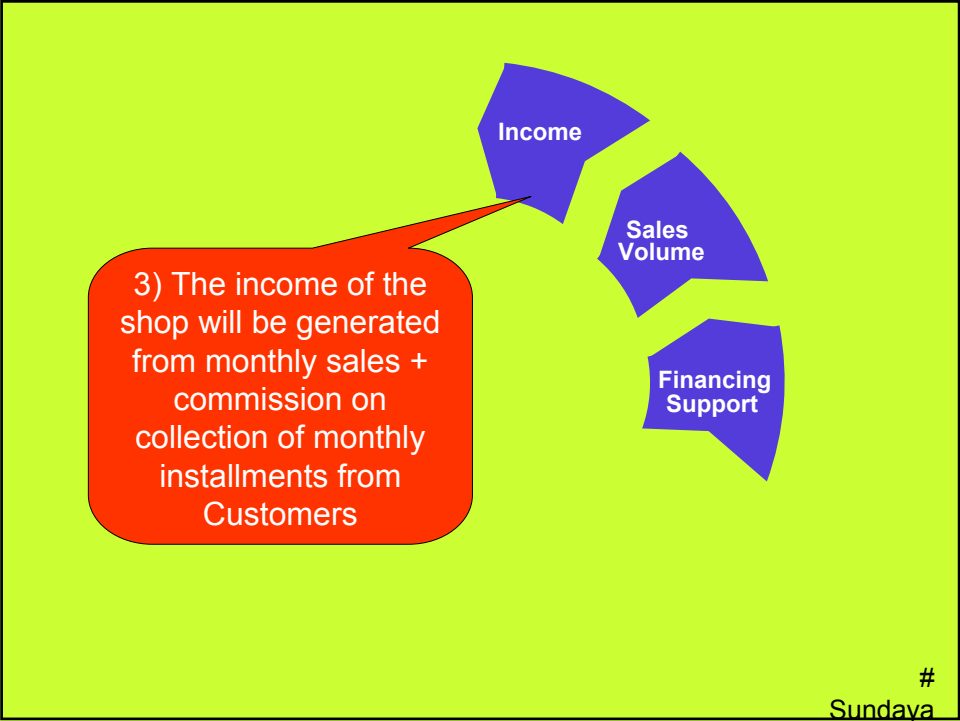 Income
Sales
Volume
Financing
Support
3) The income of the
shop will be generated
from monthly sales +
commission on
collection of monthly
installments from
Customers
#
Sundaya